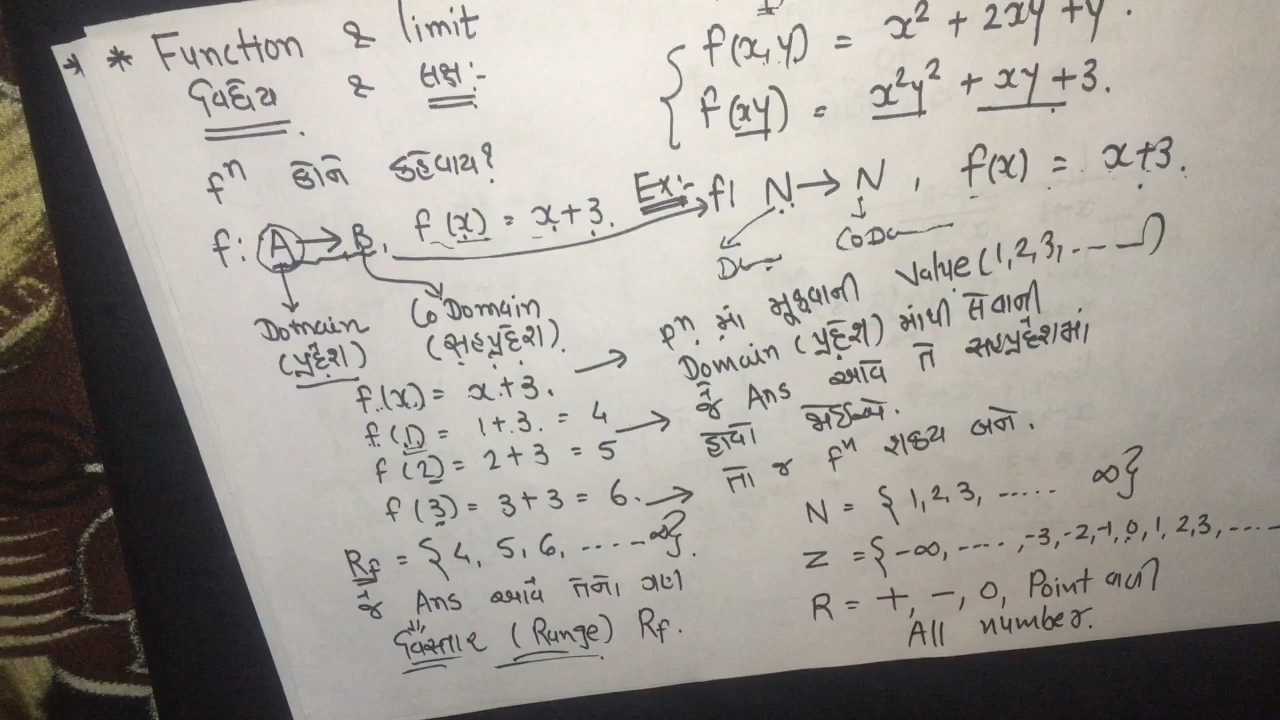 * Function & limit
વિધેય & લક્ષ :-
fⁿ કોને કહેવાય?
f: A → B, f(x) = x+3.
Domain
(પ્રદેશ)
CoDomain
(સહપ્રદેશ).
f(x) = x+3.
f(1) = 1+3. = 4
f(2) = 2+3 = 5
f(3) = 3+3 = 6.
Rf = {4, 5, 6, ..... ∞}.
જે Ans આવે તેનો ગણ
વિસ્તાર (Range) Rf.
f(x,y) = x² + 2xy + y.
f(xy) = x²y² + xy + 3.
Ex:- f| N → N, f(x) = x+3.
CoDo
→ fⁿ માં મૂકવાની Value (1,2,3, ---)
Domain (પ્રદેશ) માંથી લેવાની
→ જે Ans આવે તે સહપ્રદેશમાં
હોવો જોઈએ.
→ તો જ fⁿ શક્ય બને.
N = {1, 2, 3, ..... ∞}
Z = {-∞, ...., -3, -2, -1, 0, 1, 2, 3, ....
R = +, -, 0, Point વાળી
All number.